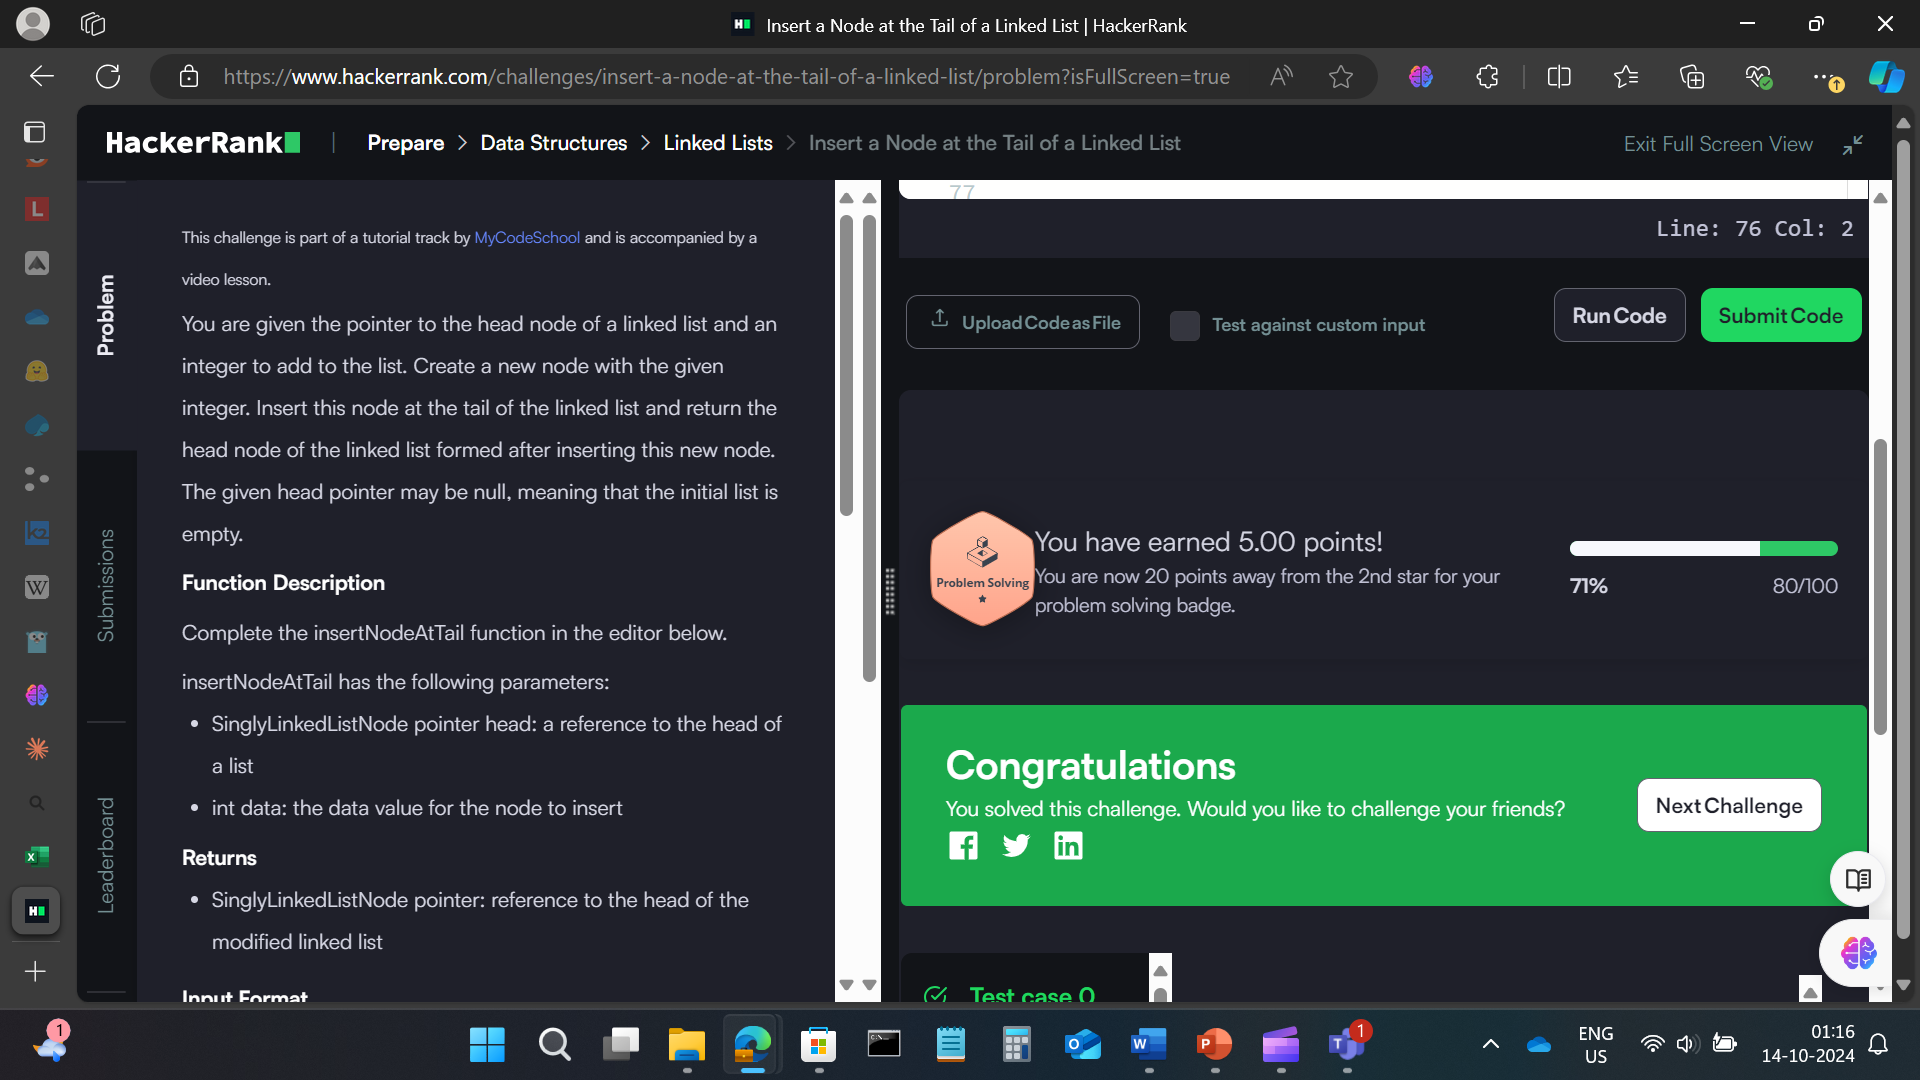 Insert a Node at the Tail of a Linked List | HackerRank
https://www.hackerrank.com/challenges/insert-a-node-at-the-tail-of-a-linked-list/problem?isFullScreen=true
HackerRank
Prepare > Data Structures > Linked Lists > Insert a Node at the Tail of a Linked List
Exit Full Screen View
Problem
Submissions
Leaderboard
This challenge is part of a tutorial track by MyCodeSchool and is accompanied by a
video lesson.
You are given the pointer to the head node of a linked list and an
integer to add to the list. Create a new node with the given
integer. Insert this node at the tail of the linked list and return the
head node of the linked list formed after inserting this new node.
The given head pointer may be null, meaning that the initial list is
empty.
Function Description
Complete the insertNodeAtTail function in the editor below.
insertNodeAtTail has the following parameters:
• SinglyLinkedListNode pointer head: a reference to the head of
a list
• int data: the data value for the node to insert
Returns
• SinglyLinkedListNode pointer: reference to the head of the
modified linked list
Input Format
77
Line: 76 Col: 2
Upload Code as File
Test against custom input
Run Code
Submit Code
Problem Solving
You have earned 5.00 points!
You are now 20 points away from the 2nd star for your
problem solving badge.
71%
80/100
Congratulations
You solved this challenge. Would you like to challenge your friends?
Next Challenge
Test case 0
1
1
ENG
US
01:16
14-10-2024